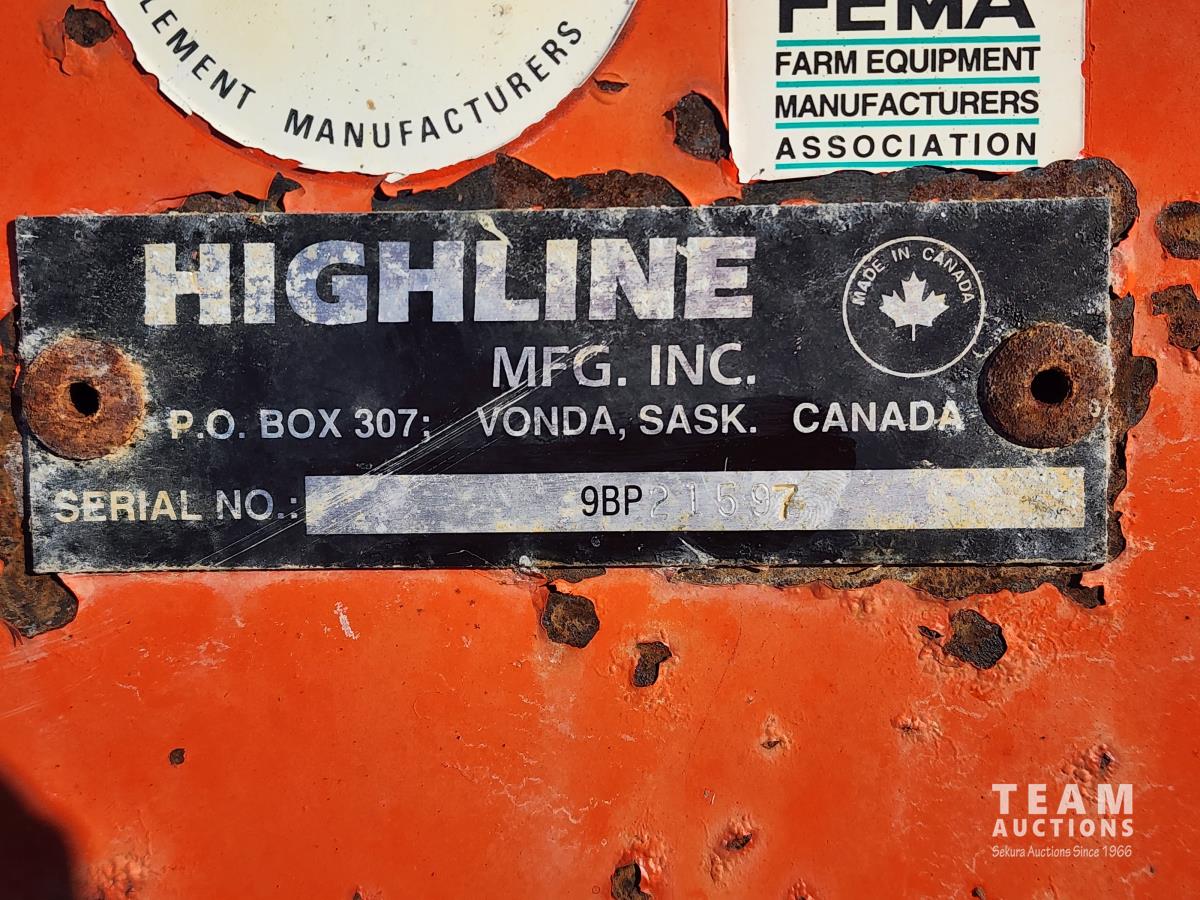 FEMA
FARM EQUIPMENT
MANUFACTURERS
ASSOCIATION
MANUFACTURERS
HIGHLINE
MADE IN CANADA
MFG. INC.
P.O. BOX 307; VONDA, SASK. CANADA
SERIAL NO.: 9BP21597
TEAM
AUCTIONS
Sekura Auctions Since 1966